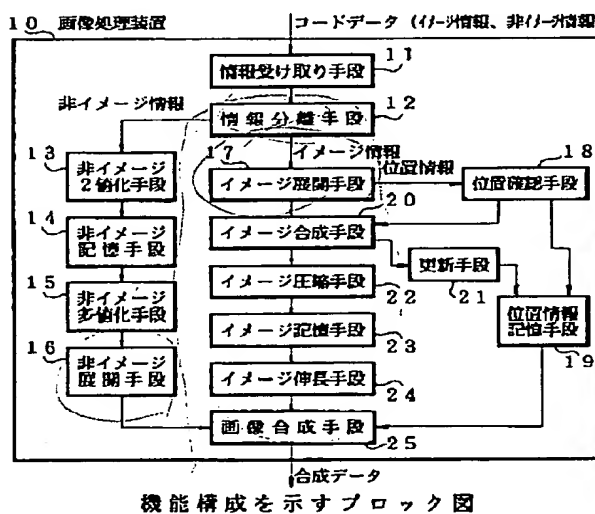 10 画像処理装置
コードデータ (イメージ情報、非イメージ情報
情報受け取り手段
11
非イメージ情報
情報分離手段
12
イメージ情報
位置情報
13
非イメージ
2値化手段
17
イメージ展開手段
18
位置確認手段
14
非イメージ
記憶手段
20
イメージ合成手段
更新手段
21
15
非イメージ
多値化手段
イメージ圧縮手段
22
位置情報
記憶手段
19
イメージ記憶手段
23
16
非イメージ
展開手段
イメージ伸長手段
24
画像合成手段
25
合成データ
機能構成を示すブロック図